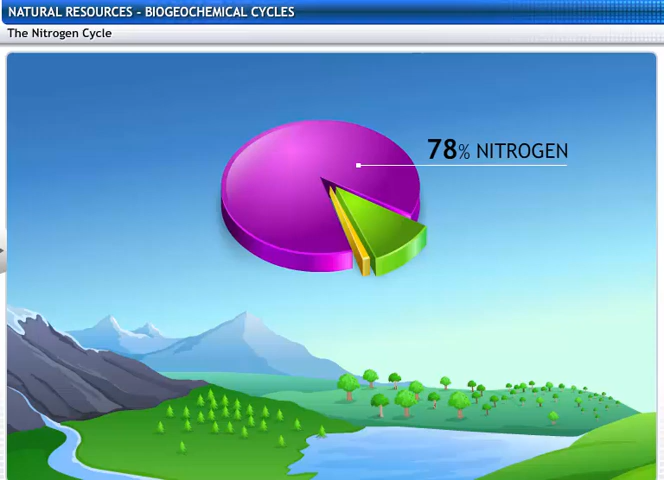 NATURAL RESOURCES - BIOGEOCHEMICAL CYCLES
The Nitrogen Cycle
78% NITROGEN